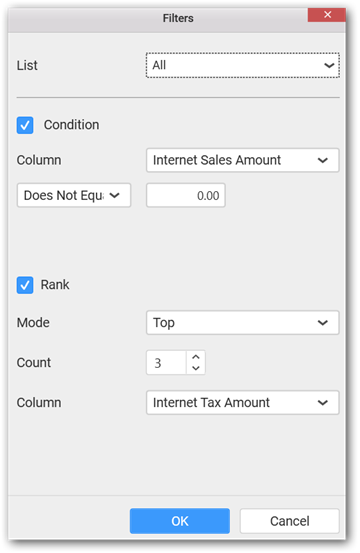 Filters
List All
Condition
Column Internet Sales Amount
Does Not Equ 0.00
Rank
Mode Top
Count 3
Column Internet Tax Amount
OK Cancel